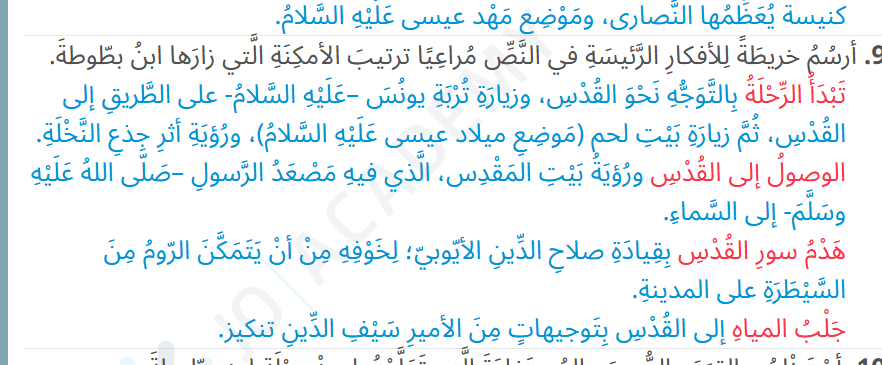 كنيسة يُعَظِّمُها النَّصارى، ومَوْضِعِ مَهْد عيسى عَلَيْهِ السَّلامُ.
9. أرسُمُ خريطَةً لِلأفكارِ الرَّئيسَةِ في النَّصِّ مُراعِيًا ترتيبَ الأمكِنَةِ الَّتي زارَها ابنُ بطّوطةَ.
تَبْدَأُ الرِّحْلَةُ بِالتَّوَجُّهِ نَحْوَ القُدْسِ، وزيارَةِ تُرْبَةِ يونُسَ –عَلَيْهِ السَّلامُ- على الطَّريقِ إلى
القُدْسِ، ثُمَّ زيارَةِ بَيْتِ لحم (مَوْضِعِ ميلاد عيسى عَلَيْهِ السَّلامُ)، ورُؤيَةِ أثرِ جِذعِ النَّخْلَةِ.
الوصولُ إلى القُدْسِ ورُؤيَةُ بَيْتِ المَقْدِسِ، الَّذي فيهِ مَصْعَدُ الرَّسولِ –صَلَّى اللهُ عَلَيْهِ
وسَلَّمَ- إلى السَّماءِ.
هَدْمُ سورِ القُدْسِ بِقِيادَةِ صلاحِ الدِّينِ الأيّوبيّ؛ لِخَوْفِهِ مِنْ أنْ يَتَمَكَّنَ الرّومُ مِنَ
السَّيْطَرَةِ على المدينةِ.
جَلْبُ المياهِ إلى القُدْسِ بِتَوجيهاتٍ مِنَ الأميرِ سَيْفِ الدِّينِ تنكيز.
10.
JO ACADEMY